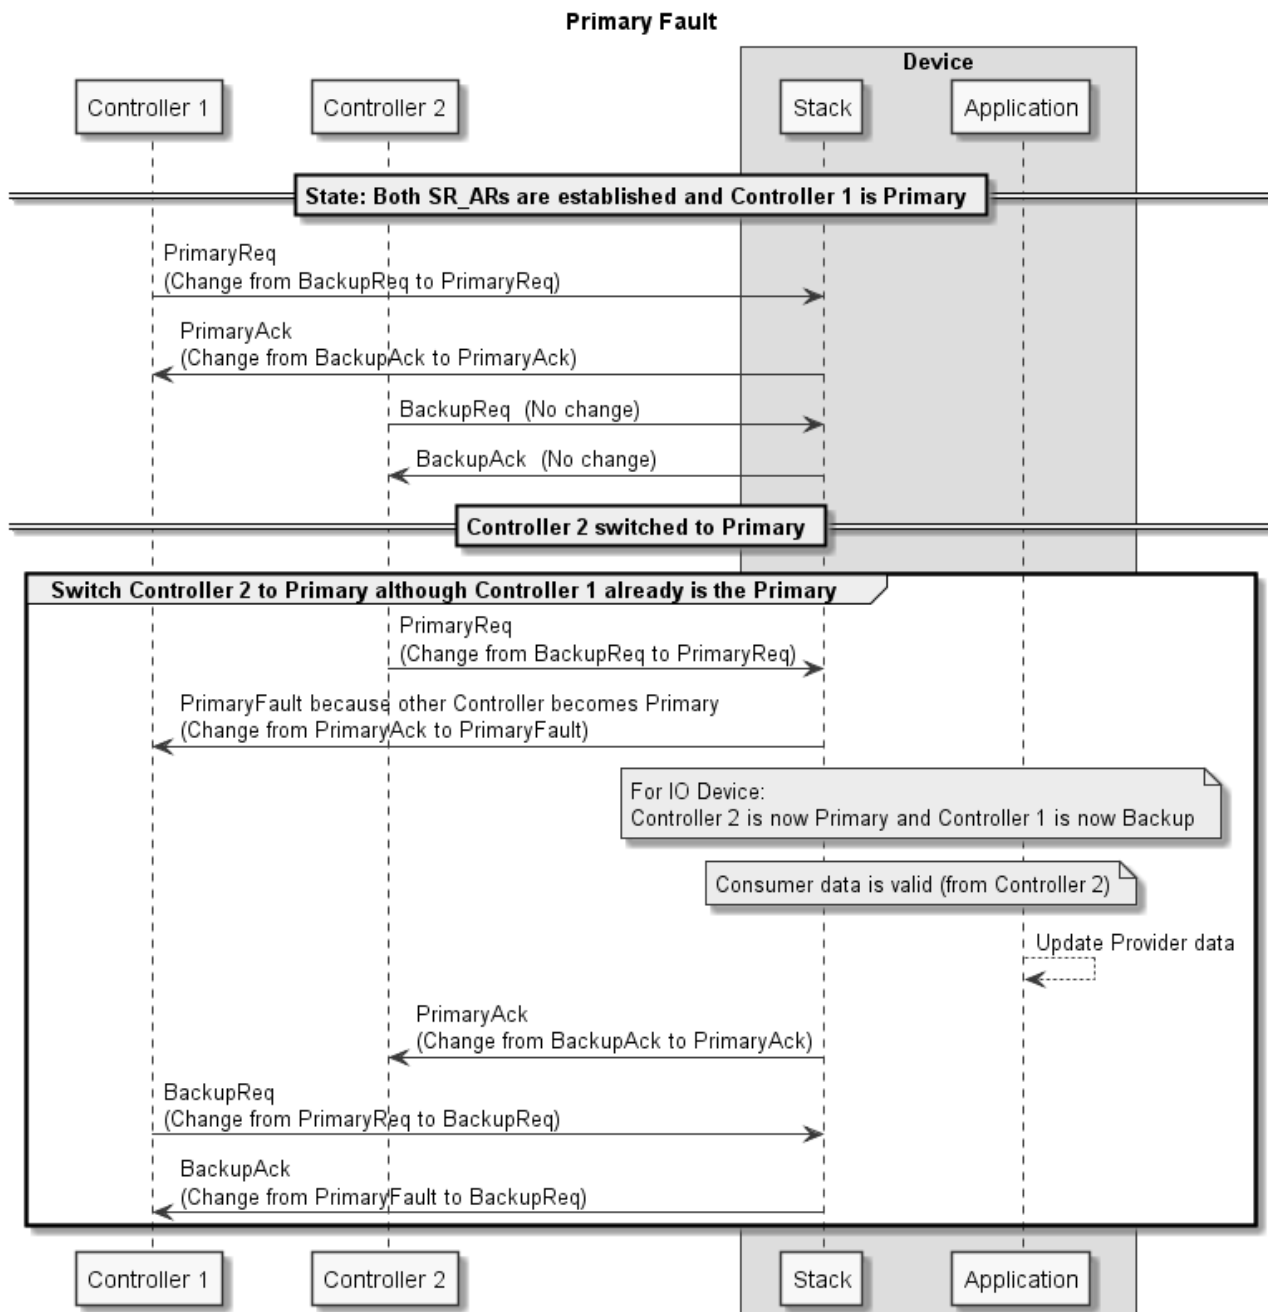 Primary Fault
Device
Controller 1
Controller 2
Stack
Application
State: Both SR_ARs are established and Controller 1 is Primary
PrimaryReq
(Change from BackupReq to PrimaryReq)
PrimaryAck
(Change from BackupAck to PrimaryAck)
BackupReq  (No change)
BackupAck  (No change)
Controller 2 switched to Primary
Switch Controller 2 to Primary although Controller 1 already is the Primary
PrimaryReq
(Change from BackupReq to PrimaryReq)
PrimaryFault because other Controller becomes Primary
(Change from PrimaryAck to PrimaryFault)
For IO Device:
Controller 2 is now Primary and Controller 1 is now Backup
Consumer data is valid (from Controller 2)
Update Provider data
PrimaryAck
(Change from BackupAck to PrimaryAck)
BackupReq
(Change from PrimaryReq to BackupReq)
BackupAck
(Change from PrimaryFault to BackupReq)
Controller 1
Controller 2
Stack
Application